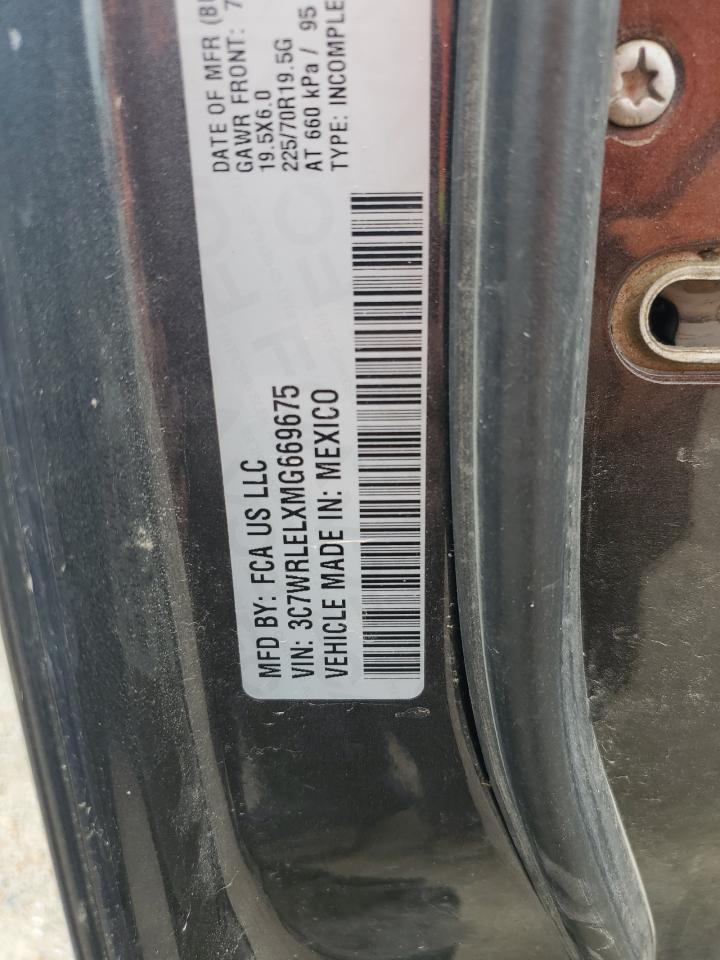 MFD BY: FCA US LLC
VIN: 3C7WRLELXMG669675
VEHICLE MADE IN: MEXICO
DATE OF MFR
GAWR FRONT:
19.5X6.0
225/70R19.5G
AT 660 kPa / 95
TYPE: